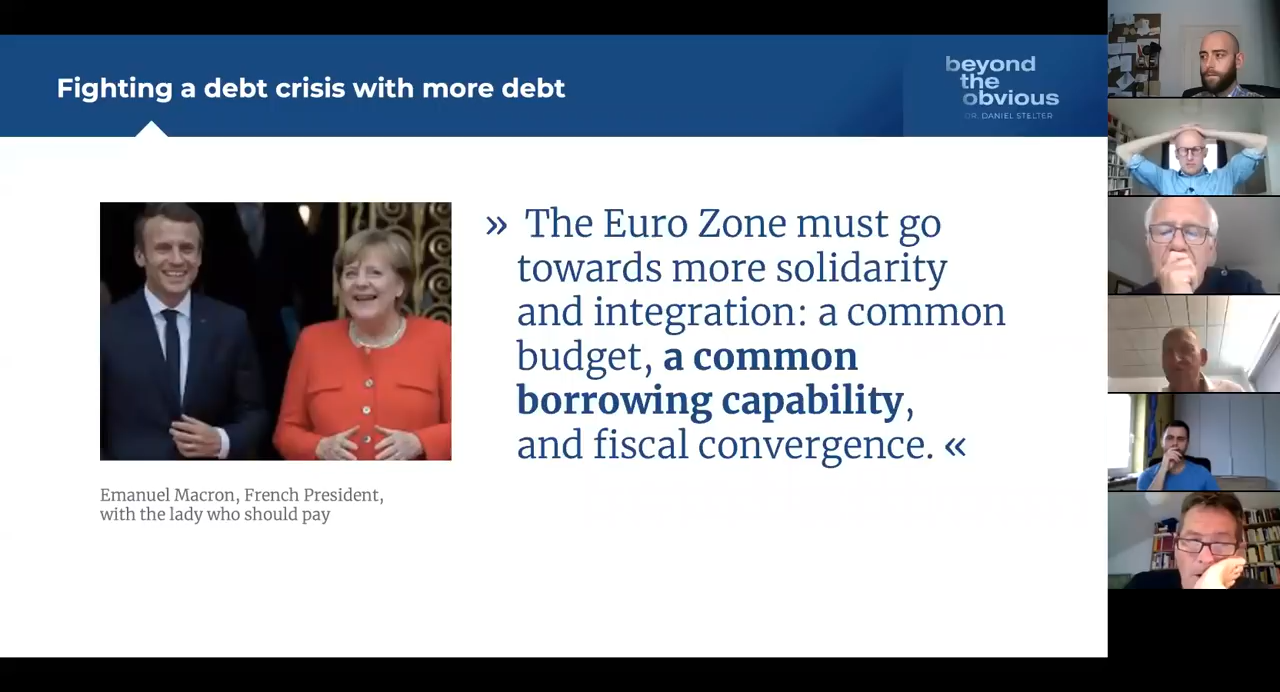 Fighting a debt crisis with more debt
beyond
the
obvious
DR. DANIEL STELTER
» The Euro Zone must go
towards more solidarity
and integration: a common
budget, a common
borrowing capability,
and fiscal convergence. «
Emanuel Macron, French President,
with the lady who should pay